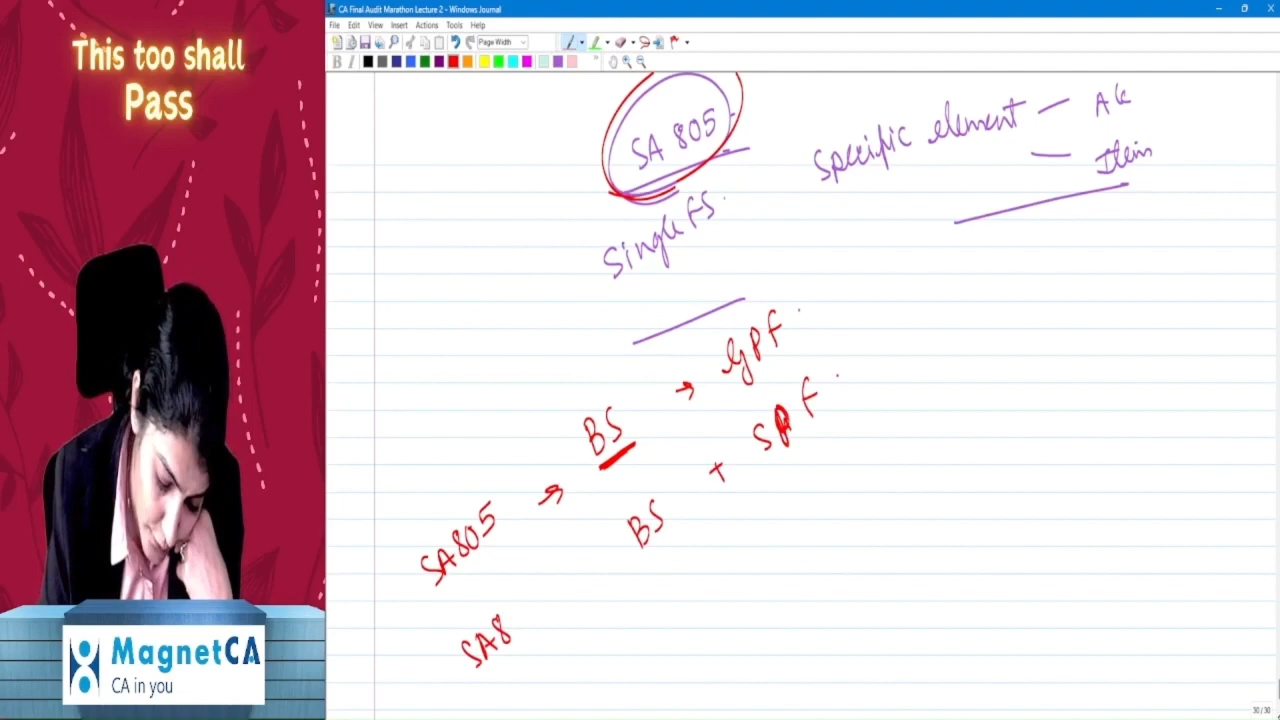 CA Final Audit Marathon Lecture 2 - Windows Journal
File Edit View Insert Actions Tools Help
Page Width
B I
This too shall
Pass
SA 805
Single FS.
Specific element — A/c
— Item
SA805 → BS → GPF
BS + SPF
SA8
MagnetCA
CA in you
30 / 30